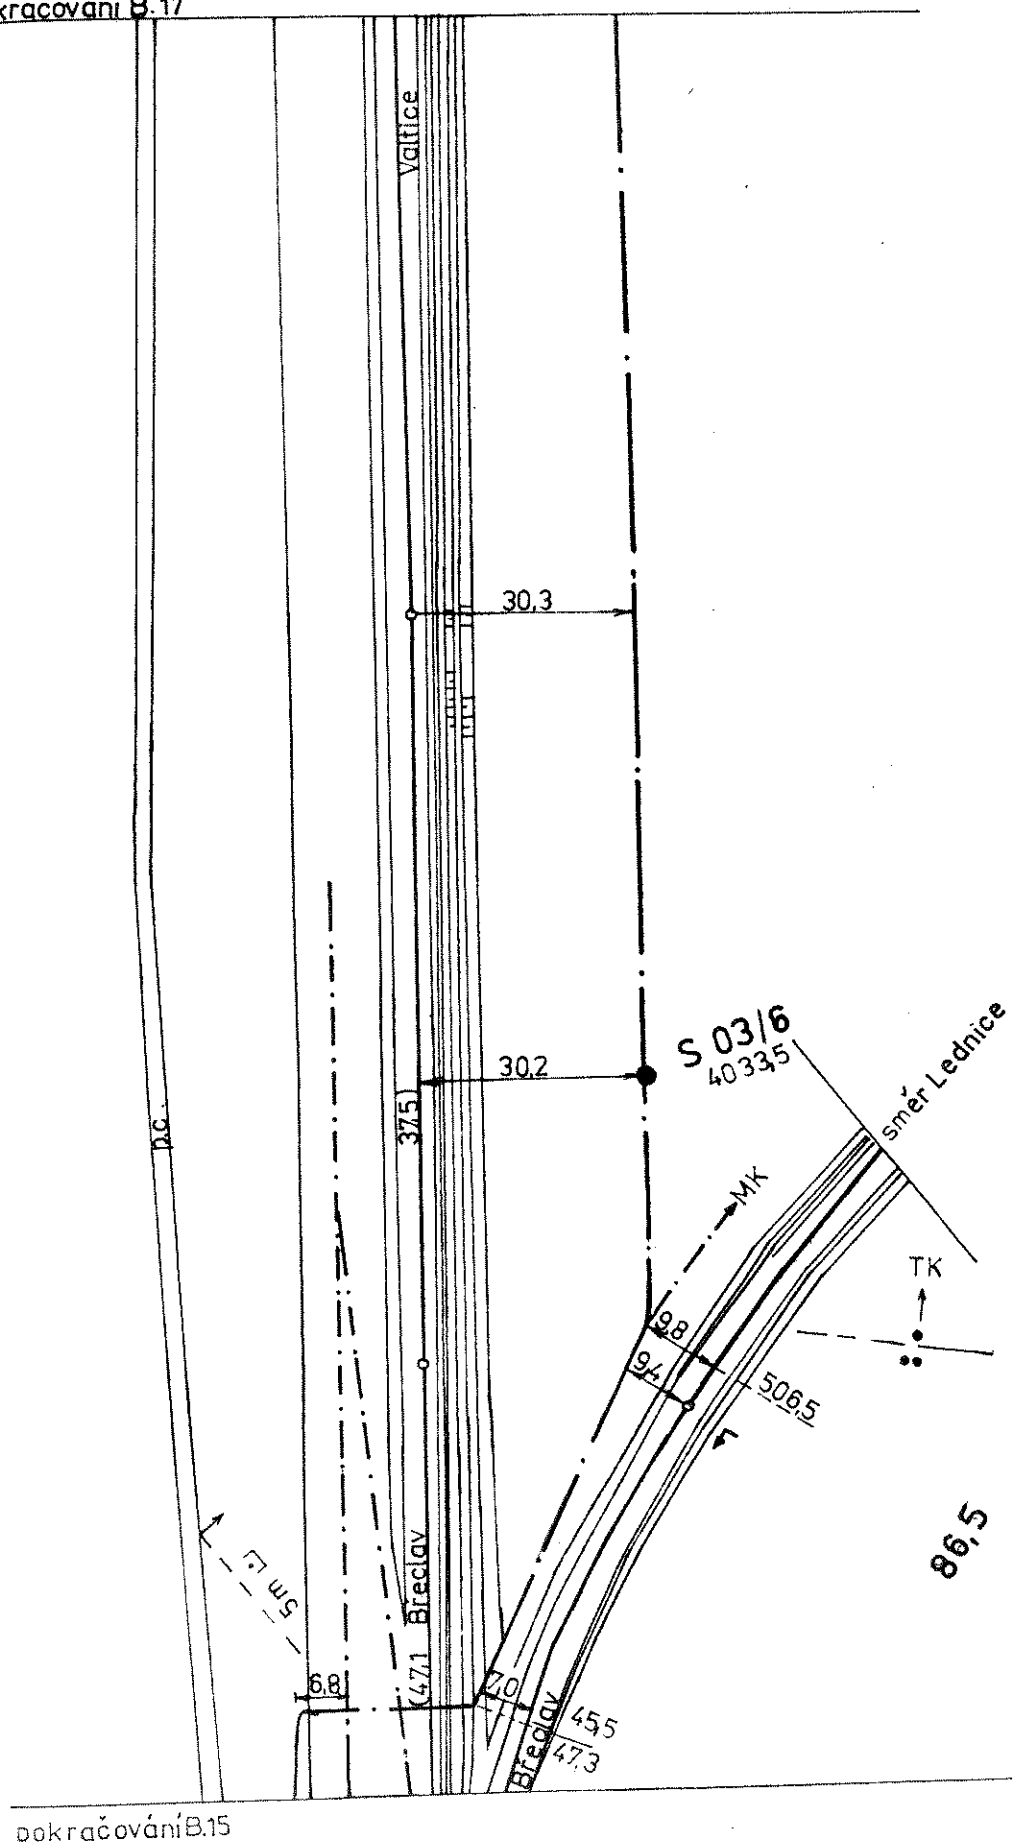 kračování B.17
Valtice
30,3
S 03/6
4033,5
30,2
37,5)
směr Lednice
p.c.
MK
TK
9,8
9,4
506,5
86,5
5m
Břeclav
(47,1
6,8
7,0
45,5
47,3
Břeclav
pokračováníB.15